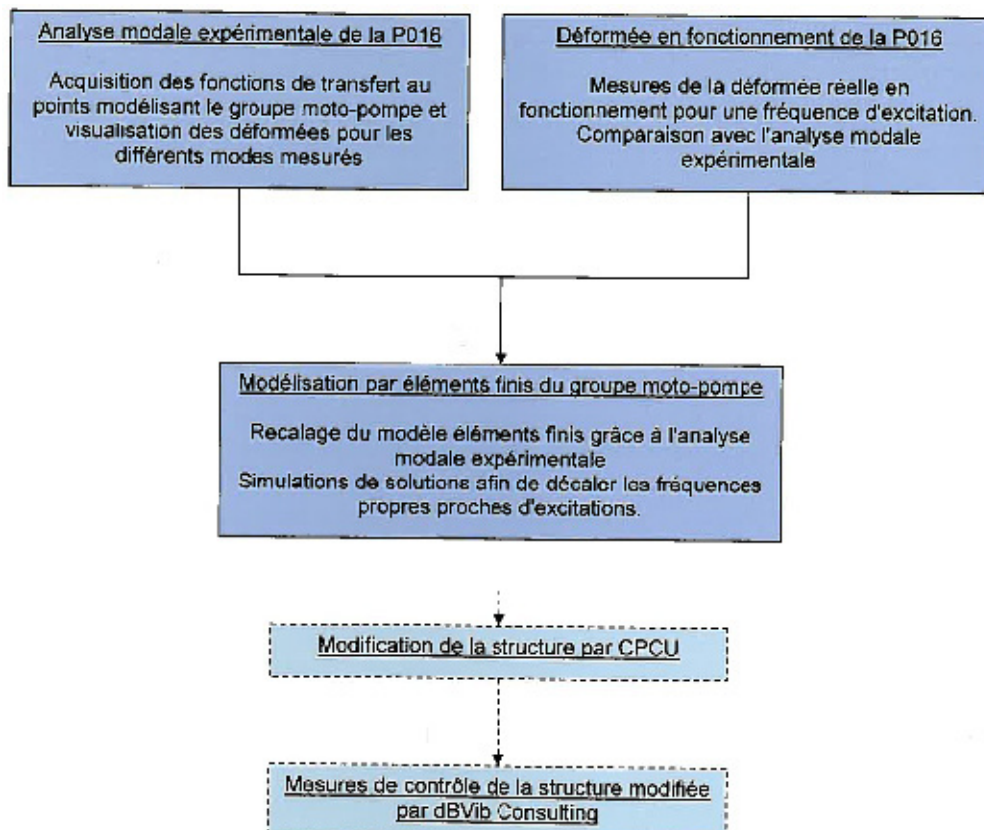 Analyse modale expérimentale de la P016
Acquisition des fonctions de transfert au
points modélisant le groupe moto-pompe et
visualisation des déformées pour les
différents modes mesurés
Déformée en fonctionnement de la P016
Mesures de la déformée réelle en
fonctionnement pour une fréquence d'excitation.
Comparaison avec l'analyse modale
expérimentale
Modélisation par éléments finis du groupe moto-pompe
Recalage du modèle éléments finis grâce à l'analyse
modale expérimentale
Simulations de solutions afin de décaler les fréquences
propres proches d'excitations.
Modification de la structure par CPCU
Mesures de contrôle de la structure modifiée
par dBVib Consulting